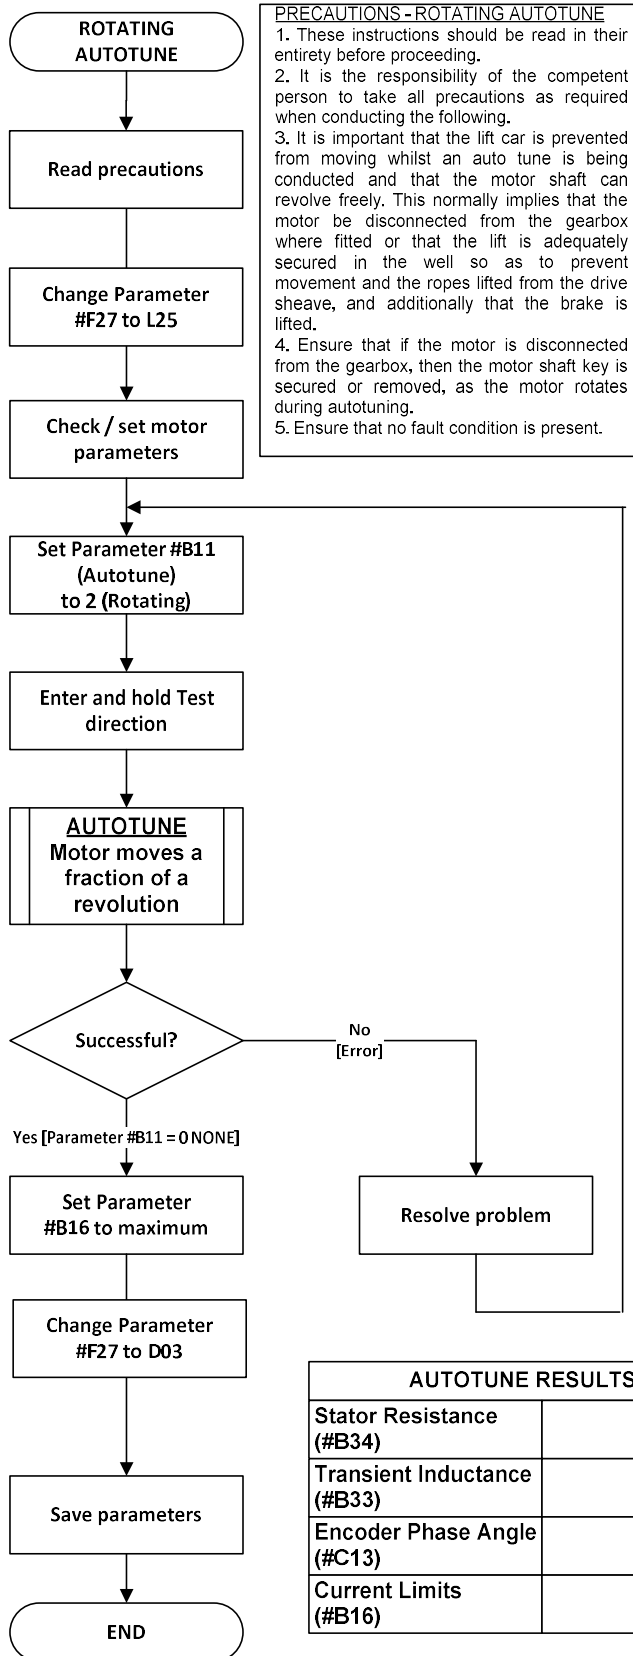 ROTATING
AUTOTUNE
Read precautions
Change Parameter
#F27 to L25
Check / set motor
parameters
Set Parameter #B11
(Autotune)
to 2 (Rotating)
Enter and hold Test
direction
AUTOTUNE
Motor moves a
fraction of a
revolution
Successful?
No
[Error]
Yes [Parameter #B11 = 0 NONE]
Set Parameter
#B16 to maximum
Resolve problem
Change Parameter
#F27 to D03
Save parameters
END
PRECAUTIONS - ROTATING AUTOTUNE
1. These instructions should be read in their
entirety before proceeding.
2. It is the responsibility of the competent
person to take all precautions as required
when conducting the following.
3. It is important that the lift car is prevented
from moving whilst an auto tune is being
conducted and that the motor shaft can
revolve freely. This normally implies that the
motor be disconnected from the gearbox
where fitted or that the lift is adequately
secured in the well so as to prevent
movement and the ropes lifted from the drive
sheave, and additionally that the brake is
lifted.
4. Ensure that if the motor is disconnected
from the gearbox, then the motor shaft key is
secured or removed, as the motor rotates
during autotuning.
5. Ensure that no fault condition is present.
AUTOTUNE RESULTS
Stator Resistance
(#B34)
Transient Inductance
(#B33)
Encoder Phase Angle
(#C13)
Current Limits
(#B16)